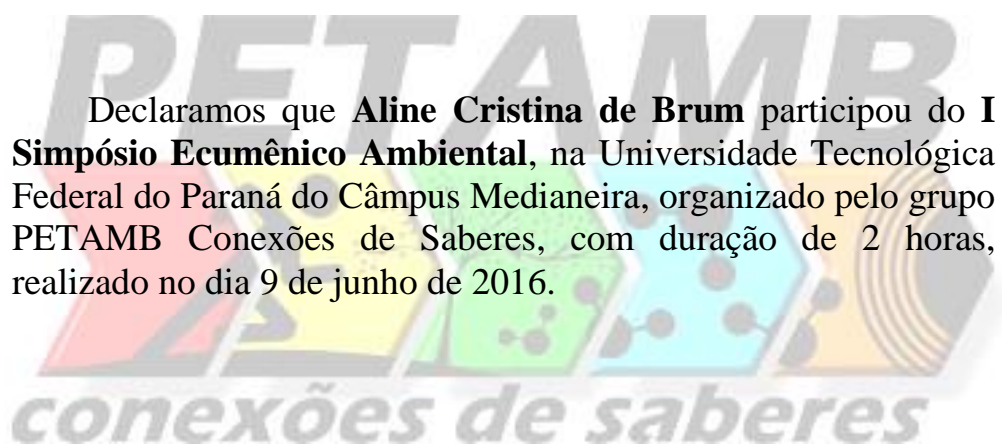 PETAMB
Declaramos que Aline Cristina de Brum participou do I
Simpósio Ecumênico Ambiental, na Universidade Tecnológica
Federal do Paraná do Câmpus Medianeira, organizado pelo grupo
PETAMB Conexões de Saberes, com duração de 2 horas,
realizado no dia 9 de junho de 2016.
conexões de saberes